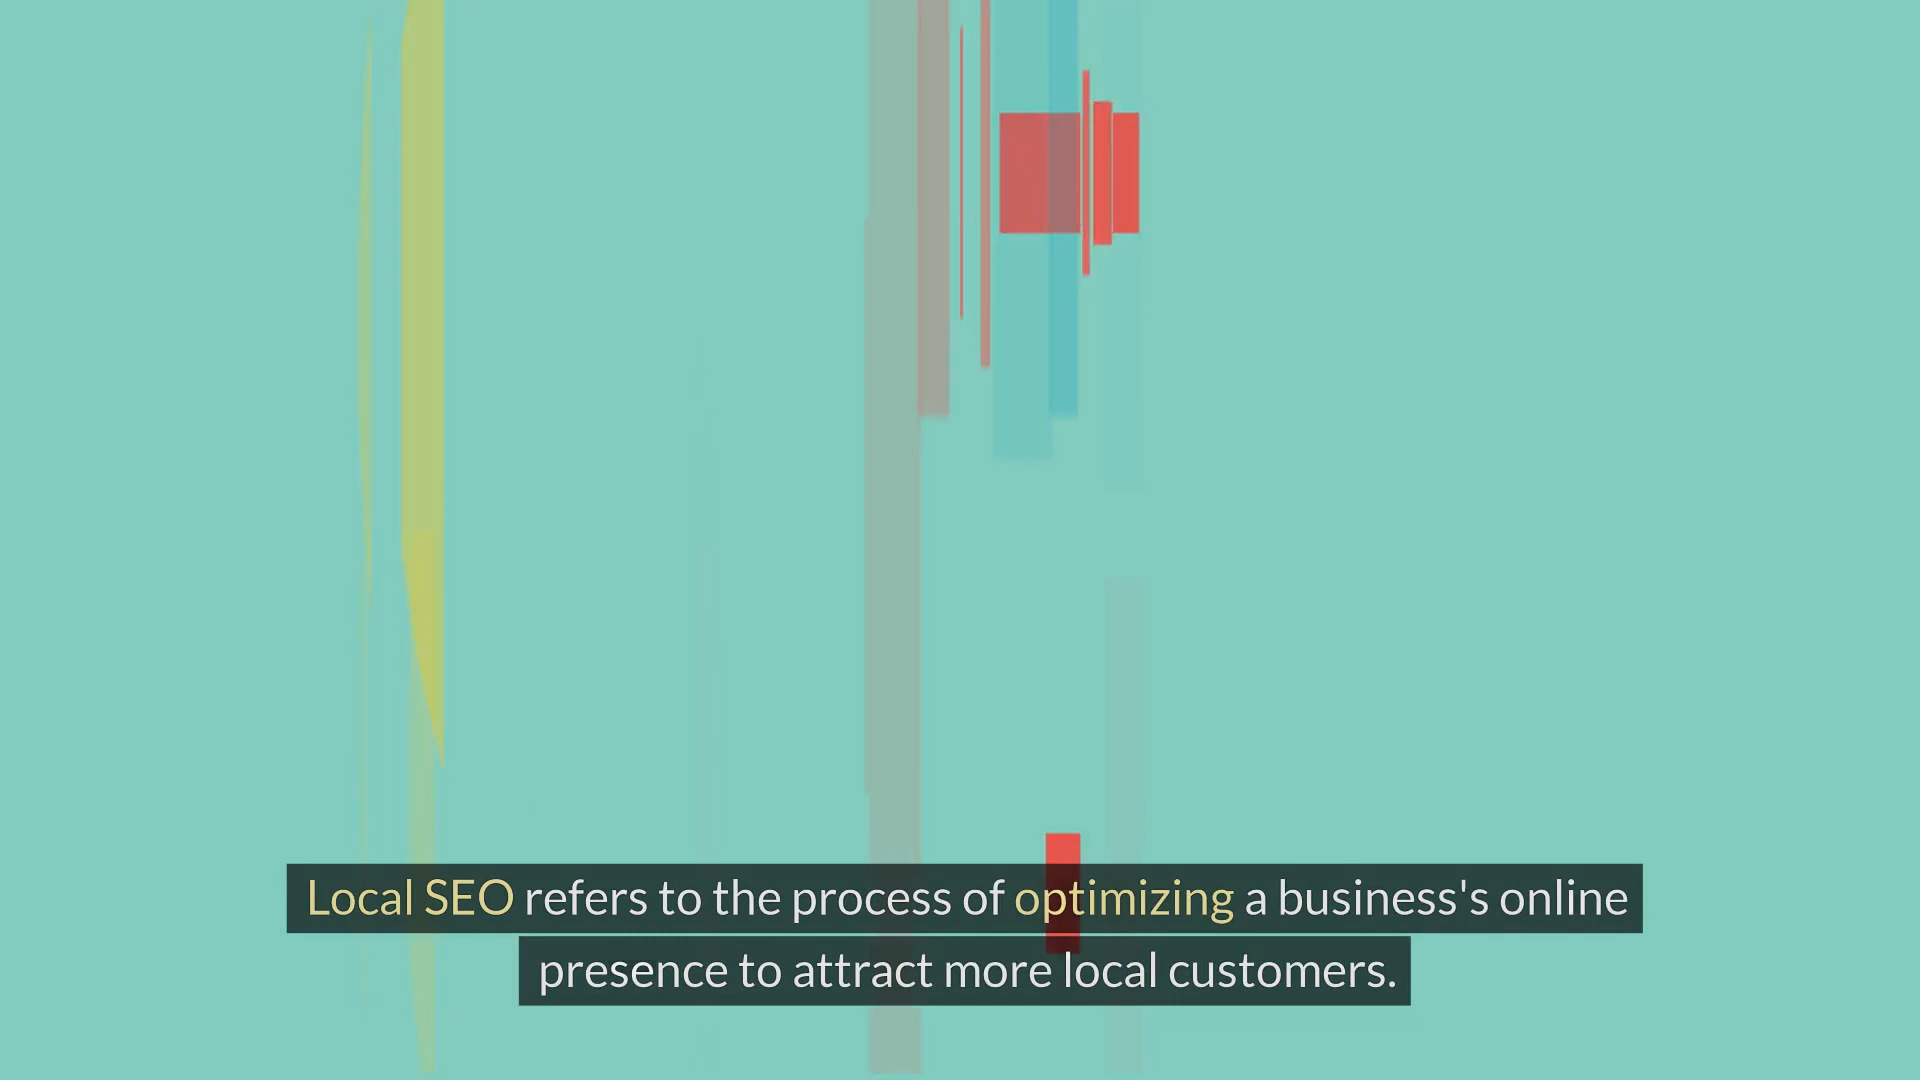 Local SEO refers to the process of optimizing a business's online
presence to attract more local customers.